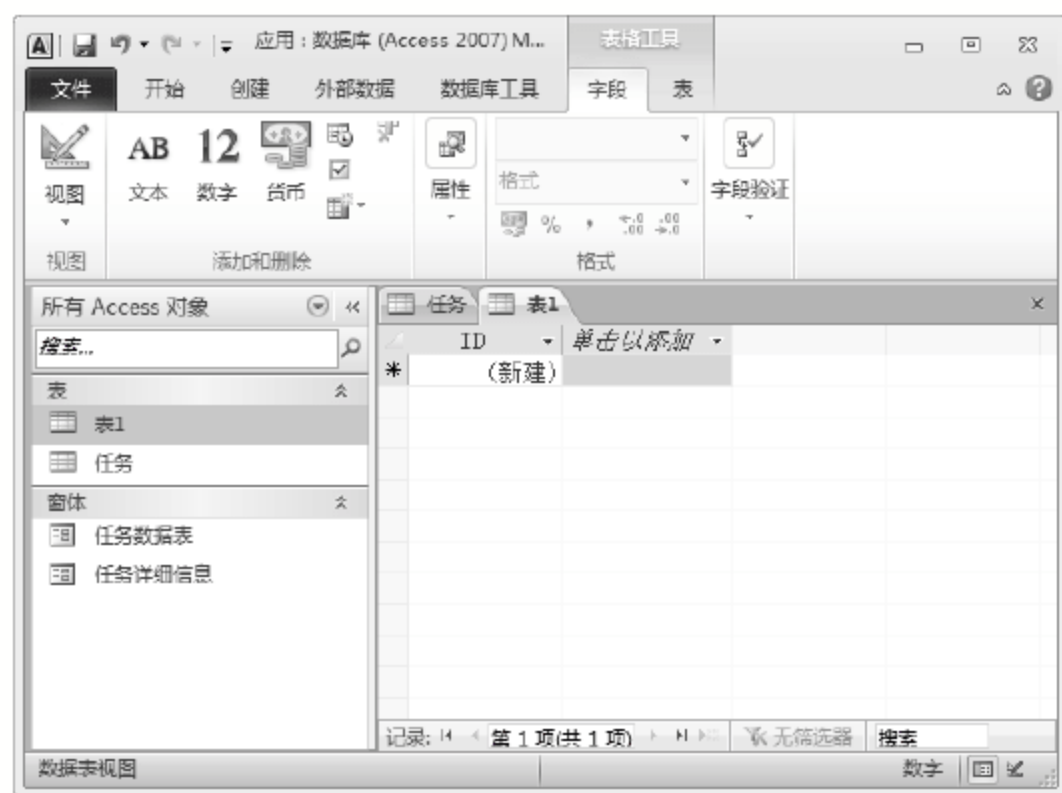 应用：数据库 (Access 2007) M... 表格工具
文件 开始 创建 外部数据 数据库工具 字段 表
AB 12
视图 文本 数字 货币 属性 格式 字段验证
% , .0 .00 .00 .0
视图 添加和删除 格式
所有 Access 对象 « 任务 表1
搜索... ID 单击以添加
* (新建)
表
表1
任务
窗体
任务数据表
任务详细信息
记录: 第 1 项(共 1 项) 无筛选器 搜索
数据表视图 数字